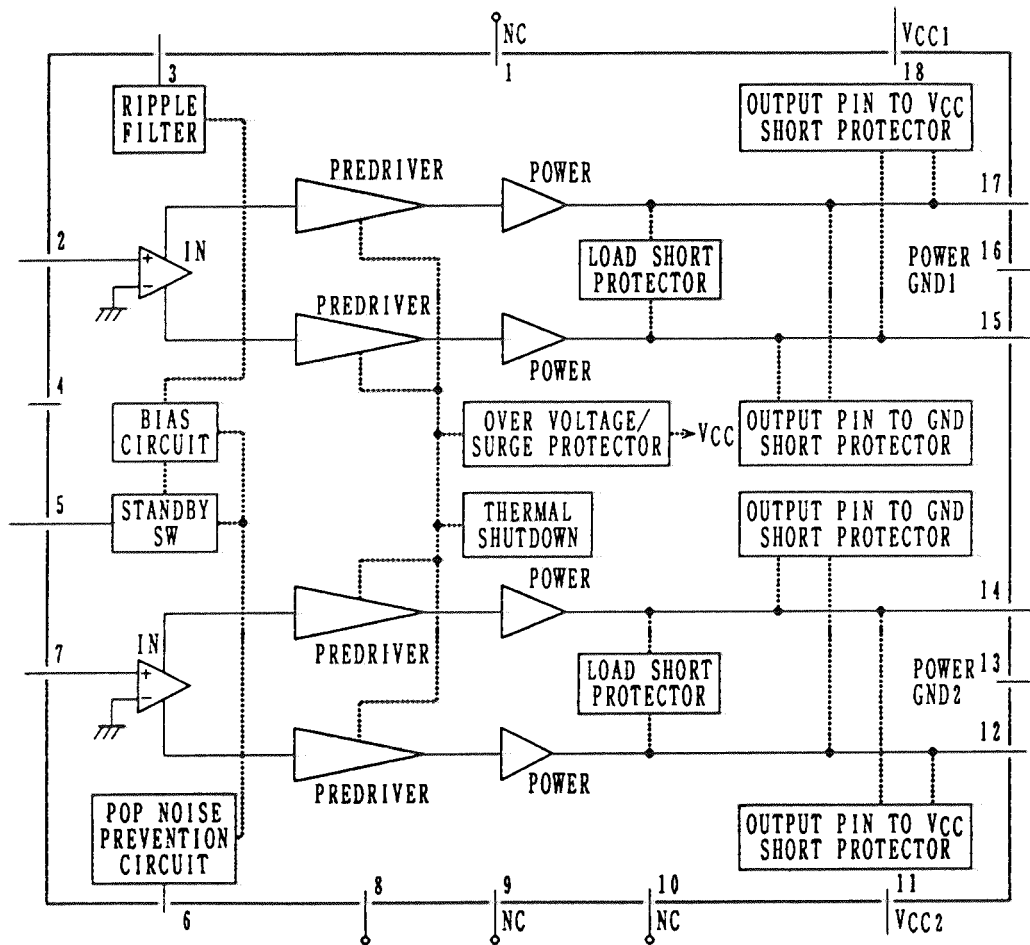 NC
VCC1
3
1
18
RIPPLE
FILTER
OUTPUT PIN TO VCC
SHORT PROTECTOR
PREDRIVER
POWER
17
2
IN
LOAD SHORT
PROTECTOR
POWER
GND1
16
PREDRIVER
15
POWER
4
BIAS
CIRCUIT
OVER VOLTAGE/
SURGE PROTECTOR
VCC
OUTPUT PIN TO GND
SHORT PROTECTOR
5
STANDBY
SW
THERMAL
SHUTDOWN
OUTPUT PIN TO GND
SHORT PROTECTOR
POWER
14
7
IN
PREDRIVER
LOAD SHORT
PROTECTOR
POWER
GND2
13
12
PREDRIVER
POWER
POP NOISE
PREVENTION
CIRCUIT
OUTPUT PIN TO VCC
SHORT PROTECTOR
6
8
9
NC
10
NC
11
VCC2